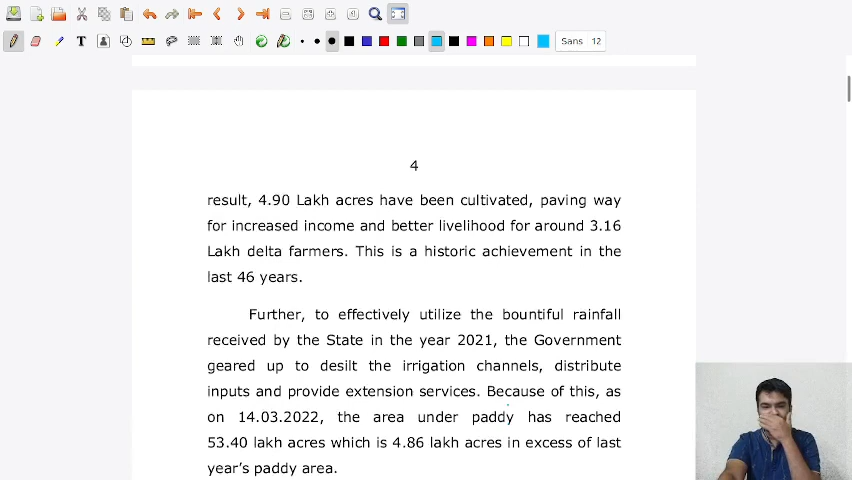 T
Sans 12
4
result, 4.90 Lakh acres have been cultivated, paving way
for increased income and better livelihood for around 3.16
Lakh delta farmers. This is a historic achievement in the
last 46 years.
Further, to effectively utilize the bountiful rainfall
received by the State in the year 2021, the Government
geared up to desilt the irrigation channels, distribute
inputs and provide extension services. Because of this, as
on 14.03.2022, the area under paddy has reached
53.40 lakh acres which is 4.86 lakh acres in excess of last
year's paddy area.